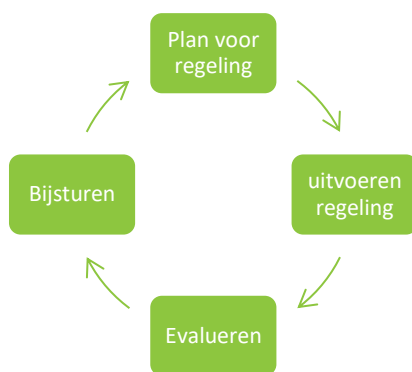 Plan voor
regeling
uitvoeren
regeling
Evalueren
Bijsturen